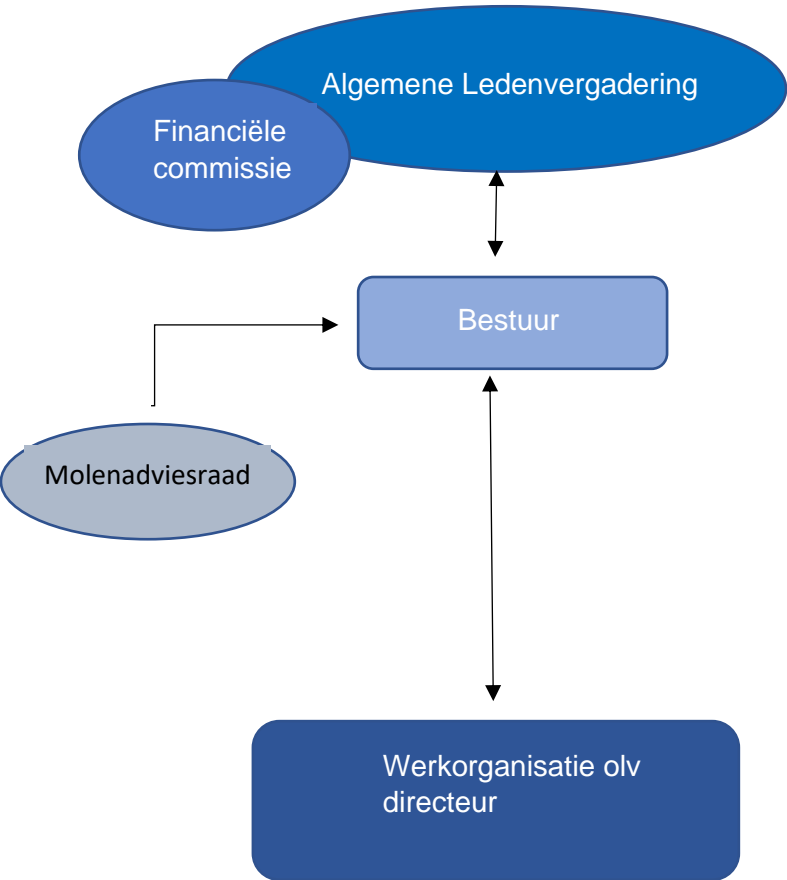 Algemene Ledenvergadering
Financiële
commissie
Bestuur
Molenadviesraad
Werkorganisatie olv
directeur